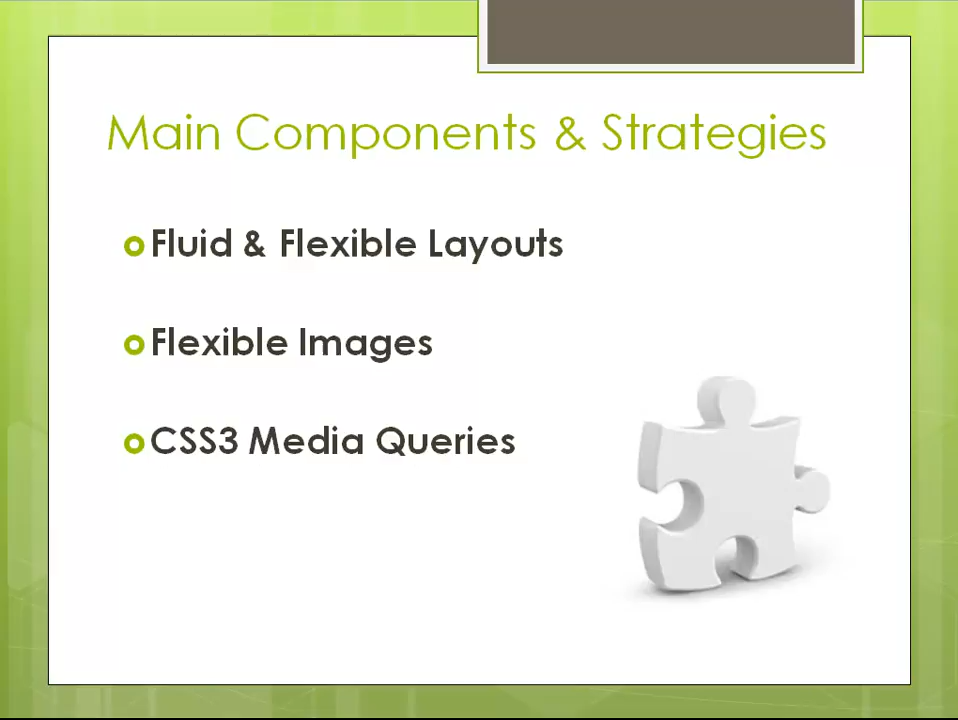 Main Components & Strategies
Fluid & Flexible Layouts
Flexible Images
CSS3 Media Queries